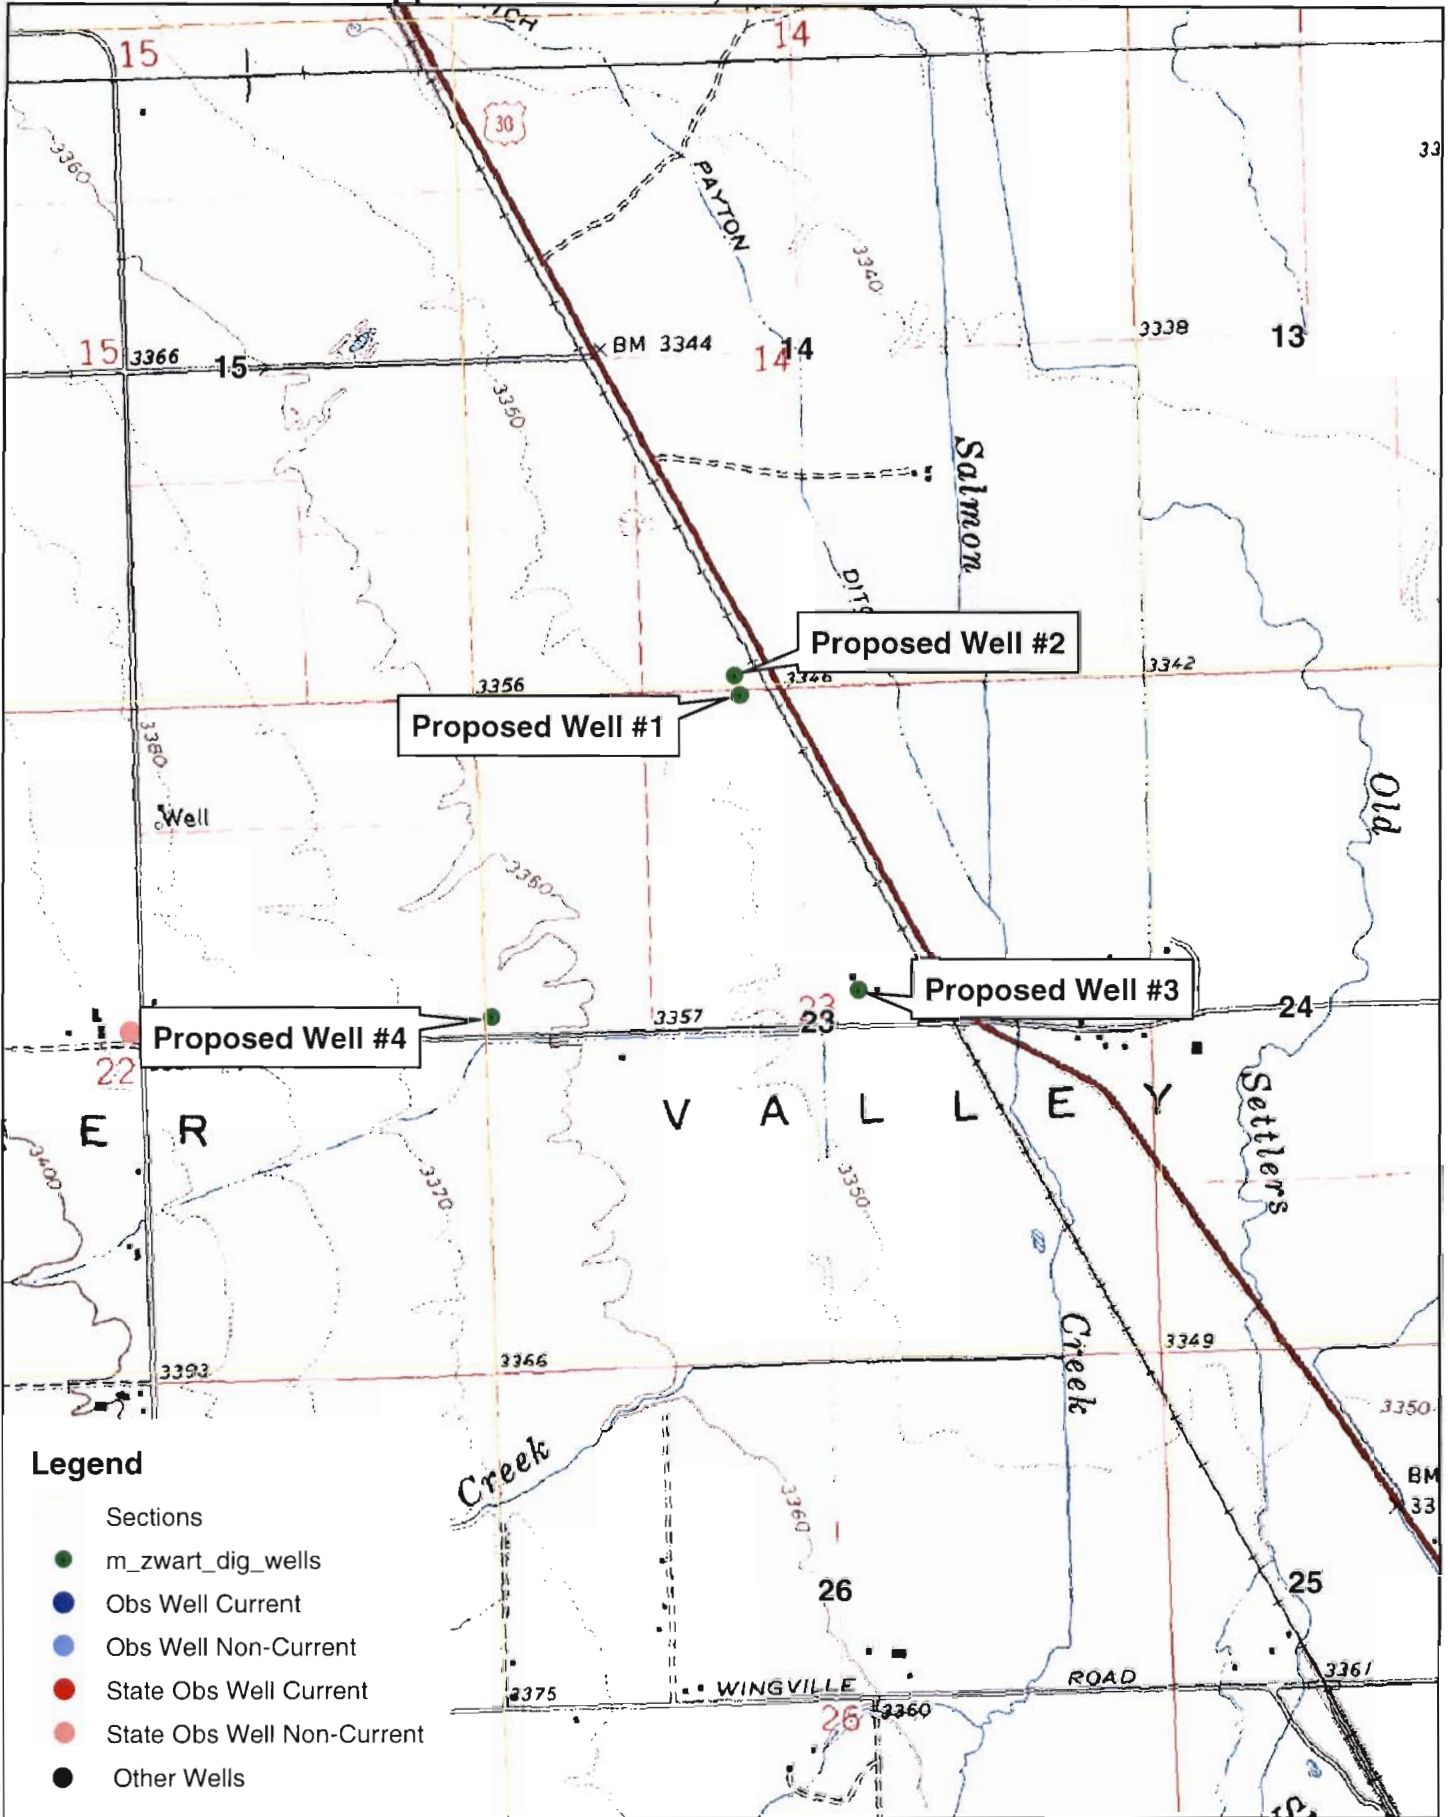 15
14
30
3360
PAYTON
3340
33
3338
13
15
3366
15
BM 3344
14
14
3350
Salmon
Proposed Well #2
3356
3346
3342
Proposed Well #1
3380
Well
Old
3360
Proposed Well #3
24
Proposed Well #4
3357
23
23
22
E R
V A L L E Y
Settlers
3400
3370
3350
Creek
3393
3366
3349
3350
BM
33
Creek
3360
26
25
3375
WINGVILLE ROAD
3361
26
3360
Legend
Sections
m_zwart_dig_wells
Obs Well Current
Obs Well Non-Current
State Obs Well Current
State Obs Well Non-Current
Other Wells